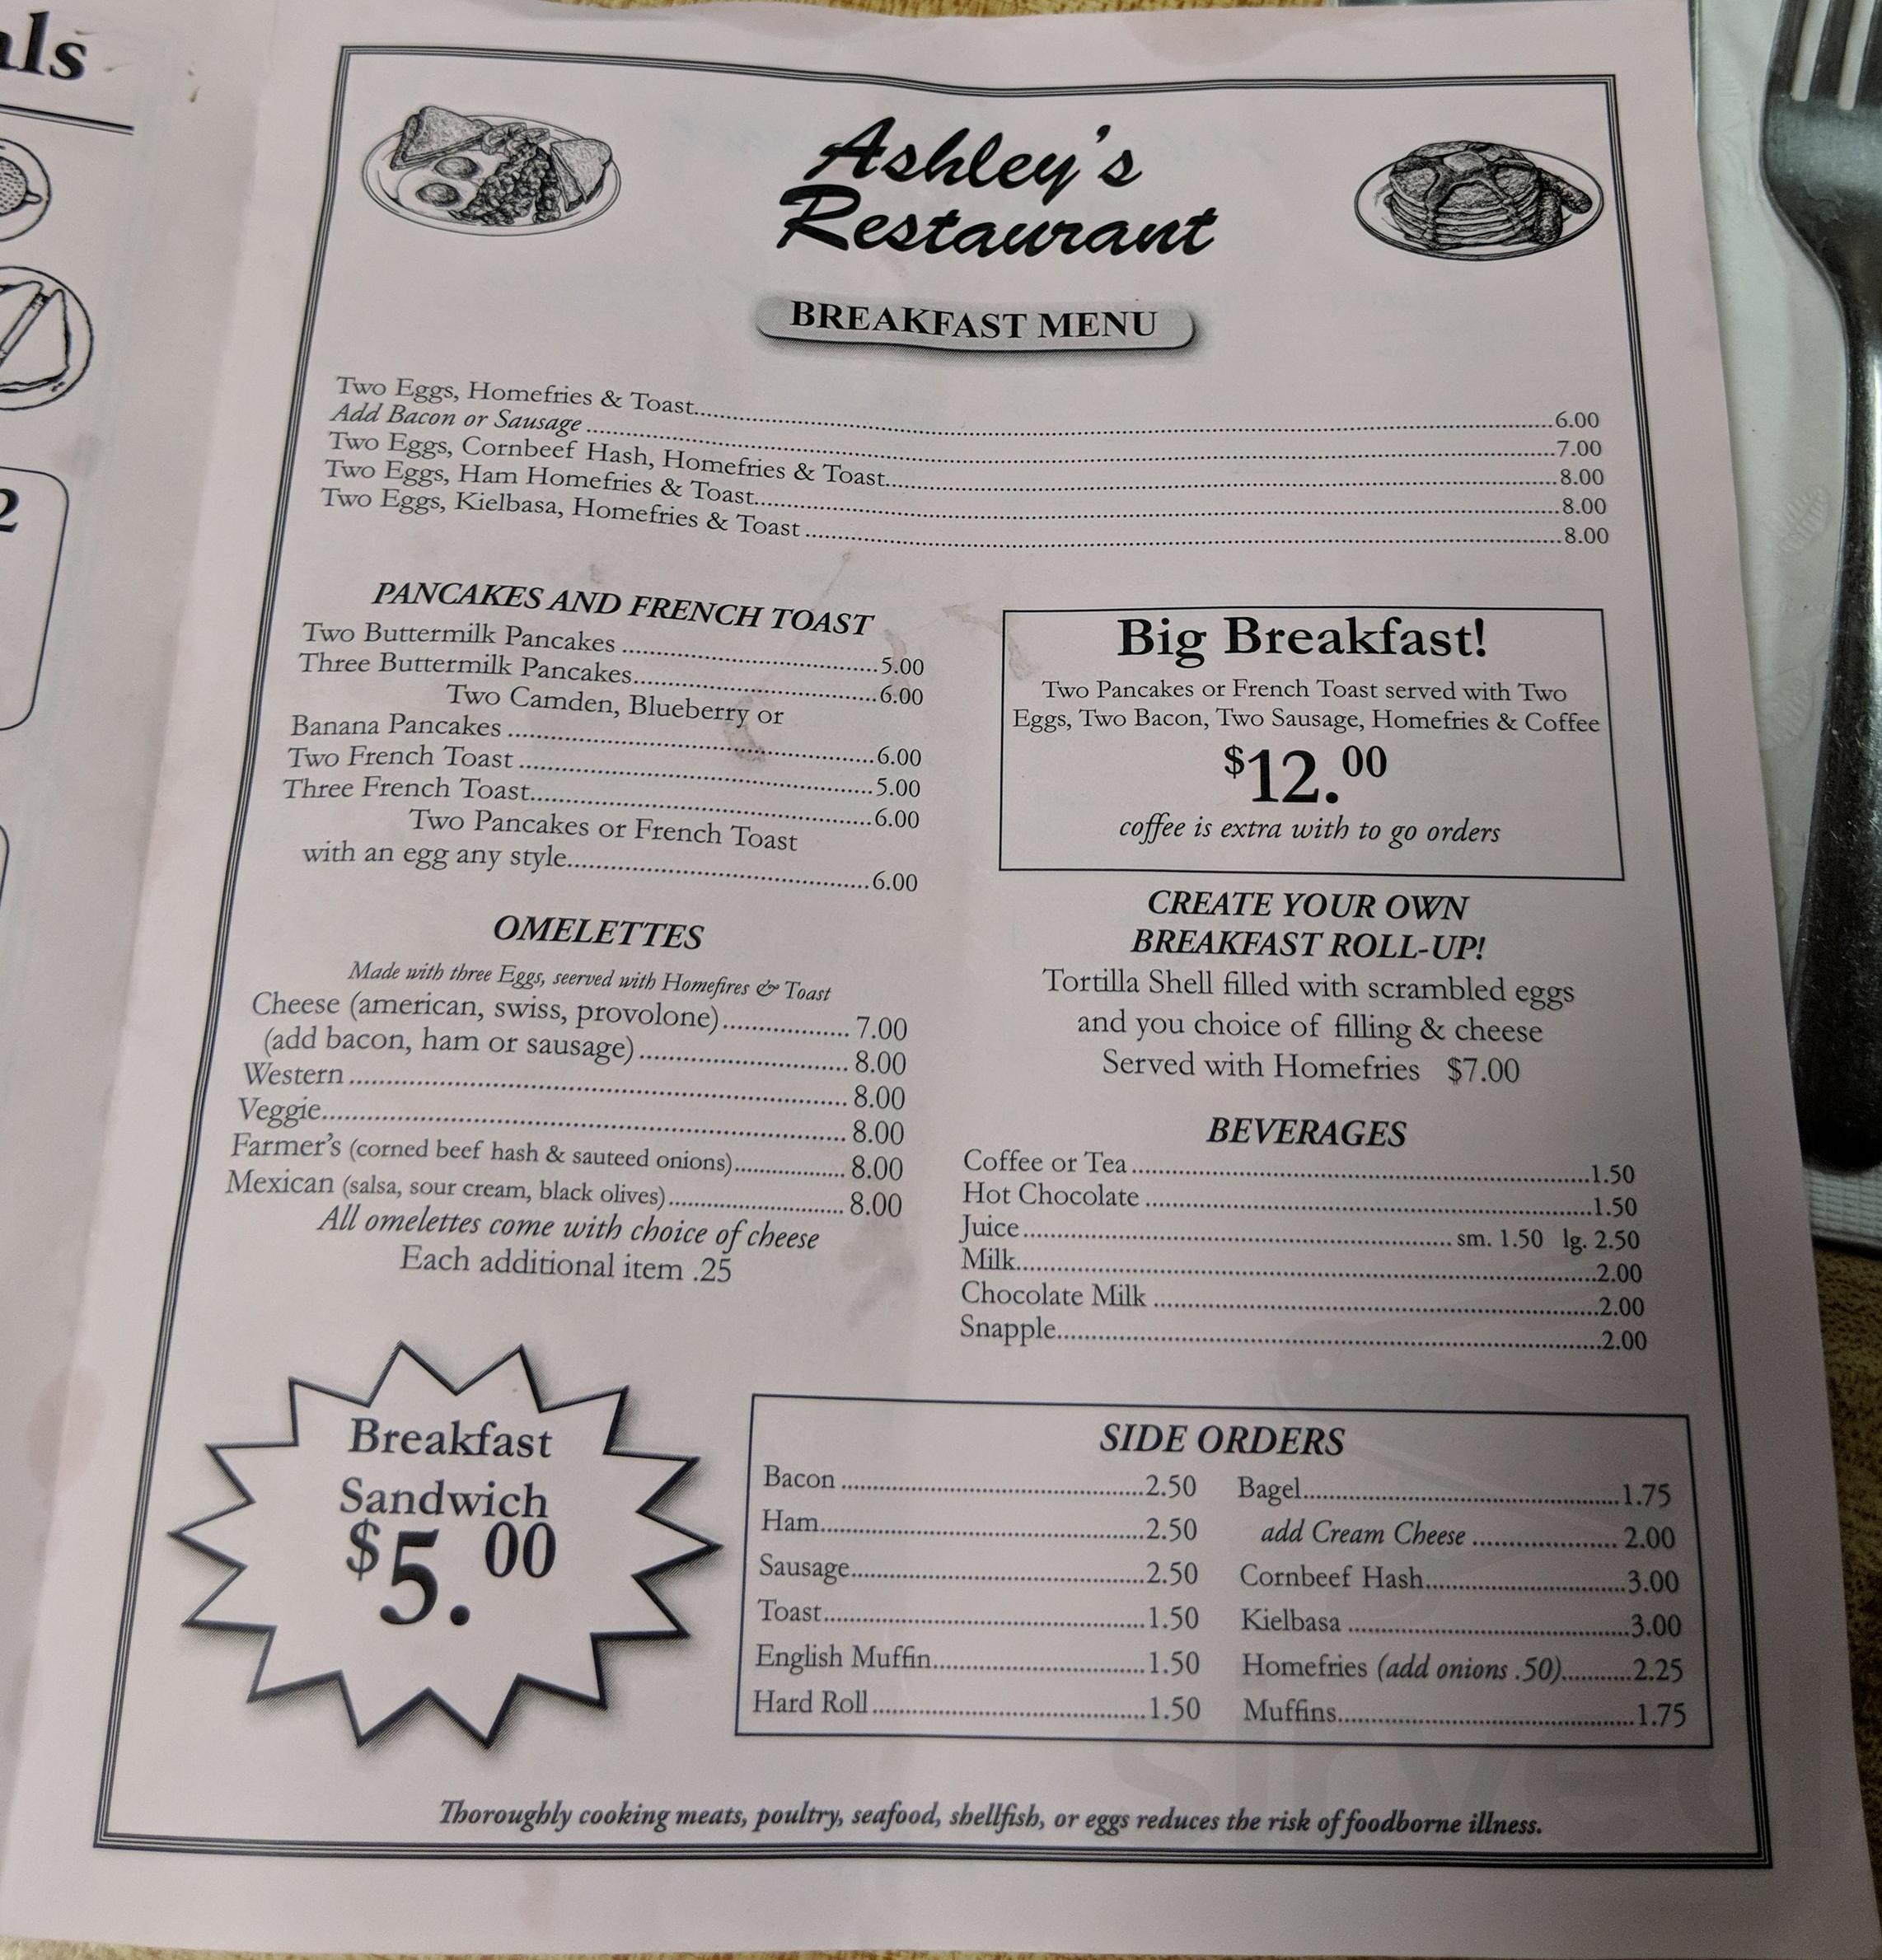 als
2
Ashley's
Restaurant
BREAKFAST MENU
Two Eggs, Homefries & Toast..........6.00
Add Bacon or Sausage ..........7.00
Two Eggs, Cornbeef Hash, Homefries & Toast..........8.00
Two Eggs, Ham Homefries & Toast..........8.00
Two Eggs, Kielbasa, Homefries & Toast ..........8.00
PANCAKES AND FRENCH TOAST
Two Buttermilk Pancakes ..........5.00
Three Buttermilk Pancakes..........6.00
Two Camden, Blueberry or
Banana Pancakes ..........6.00
Two French Toast ..........5.00
Three French Toast..........6.00
Two Pancakes or French Toast
with an egg any style..........6.00
OMELETTES
Made with three Eggs, seerved with Homefires & Toast
Cheese (american, swiss, provolone).......... 7.00
(add bacon, ham or sausage) .......... 8.00
Western .......... 8.00
Veggie.......... 8.00
Farmer's (corned beef hash & sauteed onions).......... 8.00
Mexican (salsa, sour cream, black olives).......... 8.00
All omelettes come with choice of cheese
Each additional item .25
Big Breakfast!
Two Pancakes or French Toast served with Two
Eggs, Two Bacon, Two Sausage, Homefries & Coffee
$12.00
coffee is extra with to go orders
CREATE YOUR OWN
BREAKFAST ROLL-UP!
Tortilla Shell filled with scrambled eggs
and you choice of filling & cheese
Served with Homefries $7.00
BEVERAGES
Coffee or Tea ..........1.50
Hot Chocolate ..........1.50
Juice.......... sm. 1.50 lg. 2.50
Milk..........2.00
Chocolate Milk ..........2.00
Snapple..........2.00
Breakfast
Sandwich
$5.00
SIDE ORDERS
Bacon ..........2.50
Ham..........2.50
Sausage..........2.50
Toast..........1.50
English Muffin..........1.50
Hard Roll ..........1.50
Bagel..........1.75
add Cream Cheese .......... 2.00
Cornbeef Hash..........3.00
Kielbasa ..........3.00
Homefries (add onions .50)..........2.25
Muffins..........1.75
Thoroughly cooking meats, poultry, seafood, shellfish, or eggs reduces the risk of foodborne illness.